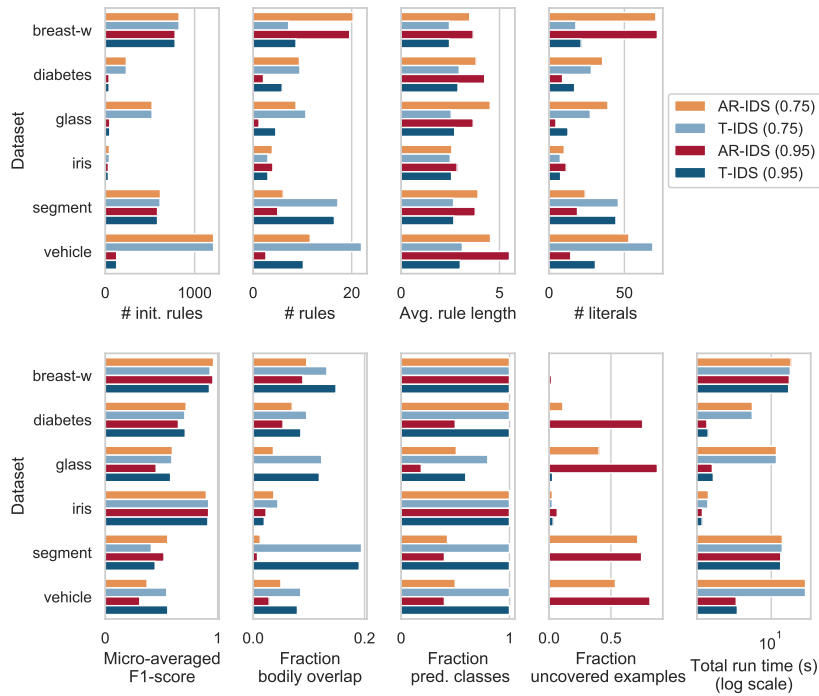 Dataset
breast-w
diabetes
glass
iris
segment
vehicle
0 1000
# init. rules
0 20
# rules
0 5
Avg. rule length
0 50
# literals
AR-IDS (0.75)
T-IDS (0.75)
AR-IDS (0.95)
T-IDS (0.95)
Dataset
breast-w
diabetes
glass
iris
segment
vehicle
0 1
Micro-averaged
F1-score
0.0 0.2
Fraction
bodily overlap
0 1
Fraction
pred. classes
0.0 0.5
Fraction
uncovered examples
10¹
Total run time (s)
(log scale)